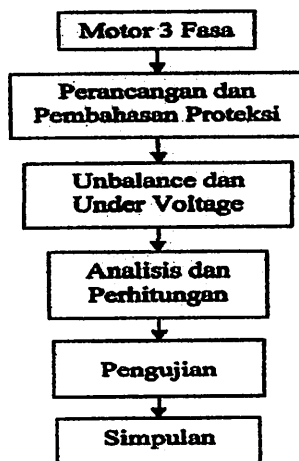 Motor 3 Fasa
Perancangan dan
Pembahasan Proteksi
Unbalance dan
Under Voltage
Analisis dan
Perhitungan
Pengujian
Simpulan